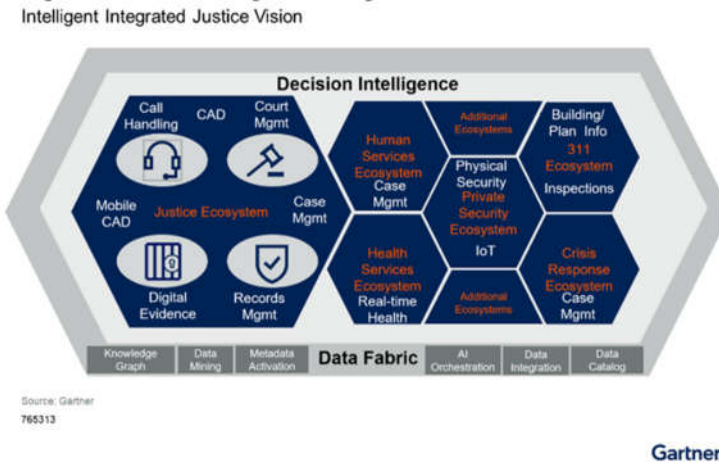 Intelligent Integrated Justice Vision
Decision Intelligence
Call
Handling
CAD
Court
Mgmt
Mobile
CAD
Justice Ecosystem
Case
Mgmt
Digital
Evidence
Records
Mgmt
Human
Services
Ecosystem
Case
Mgmt
Health
Services
Ecosystem
Real-time
Health
Additional
Ecosystems
Physical
Security
Private
Security
Ecosystem
IoT
Additional
Ecosystems
Building/
Plan Info
311
Ecosystem
Inspections
Crisis
Response
Ecosystem
Case
Mgmt
Knowledge
Graph
Data
Mining
Metadata
Activation
Data Fabric
AI
Orchestration
Data
Integration
Data
Catalog
Source: Gartner
765313
Gartner